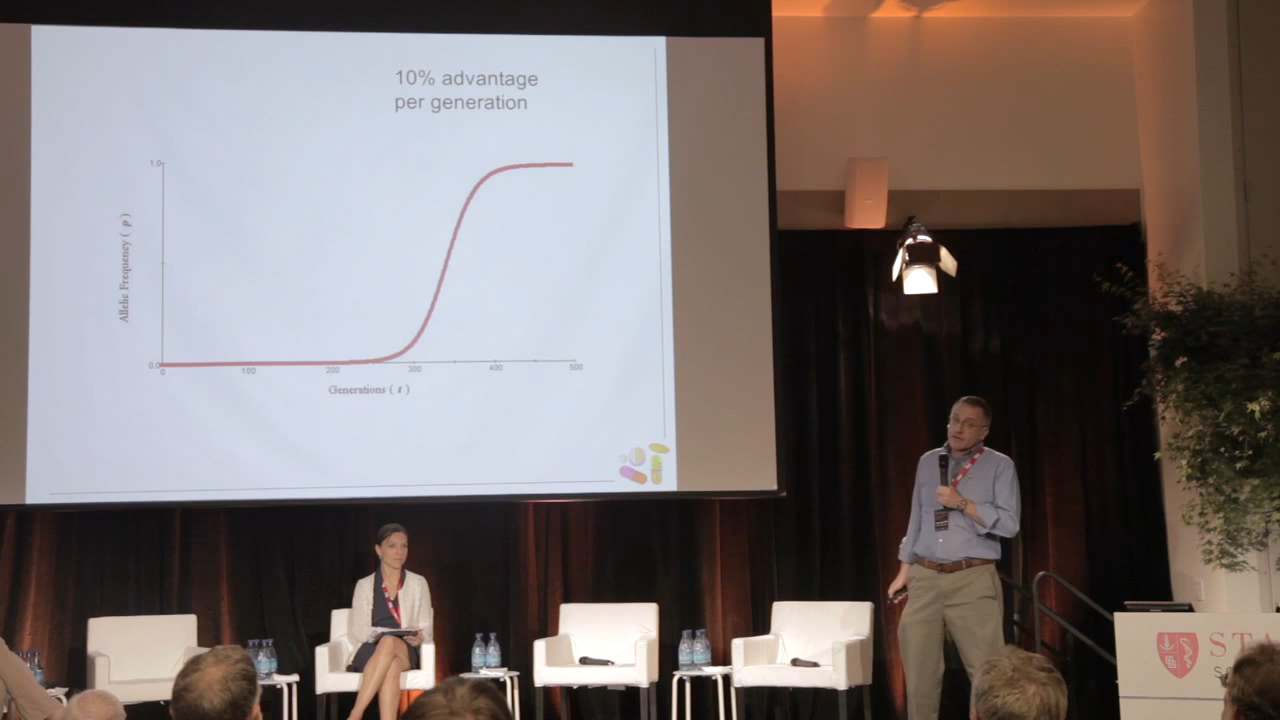 10% advantage
per generation
1.0
Allelic Frequency ( p )
0.0
0 100 200 300 400 500
Generations ( t )
STA